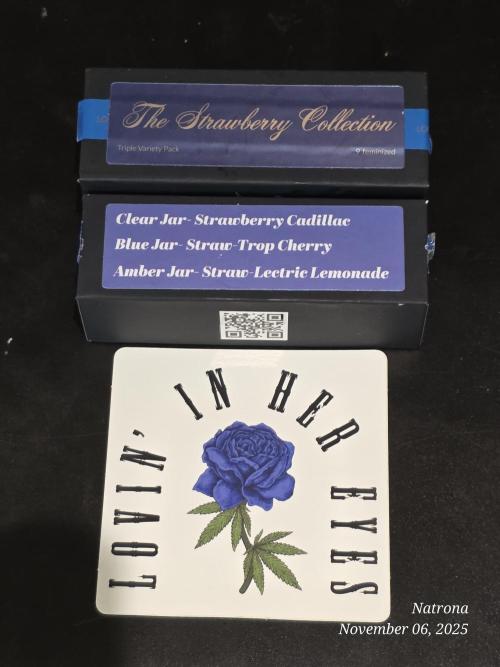 The Strawberry Collection
Triple Variety Pack
9 feminized
Clear Jar- Strawberry Cadillac
Blue Jar- Straw-Trop Cherry
Amber Jar- Straw-Lectric Lemonade
LOVIN' IN HER EYES
Natrona
November 06, 2025